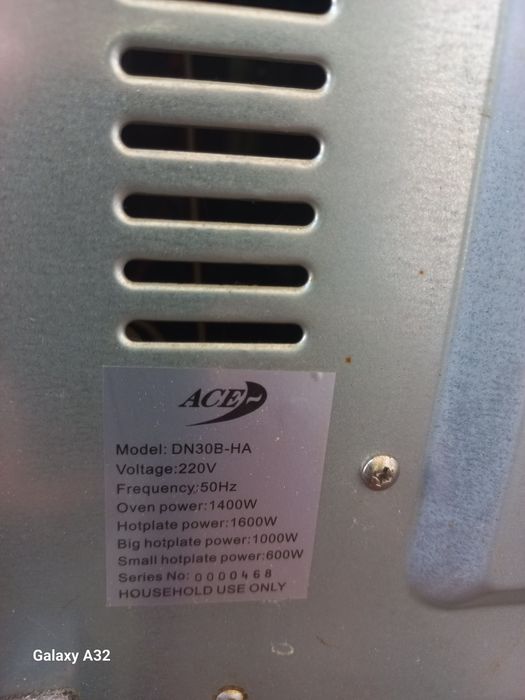 ACE
Model: DN30B-HA
Voltage:220V
Frequency:50Hz
Oven power:1400W
Hotplate power:1600W
Big hotplate power:1000W
Small hotplate power:600W
Series No: 0000468
HOUSEHOLD USE ONLY
Galaxy A32